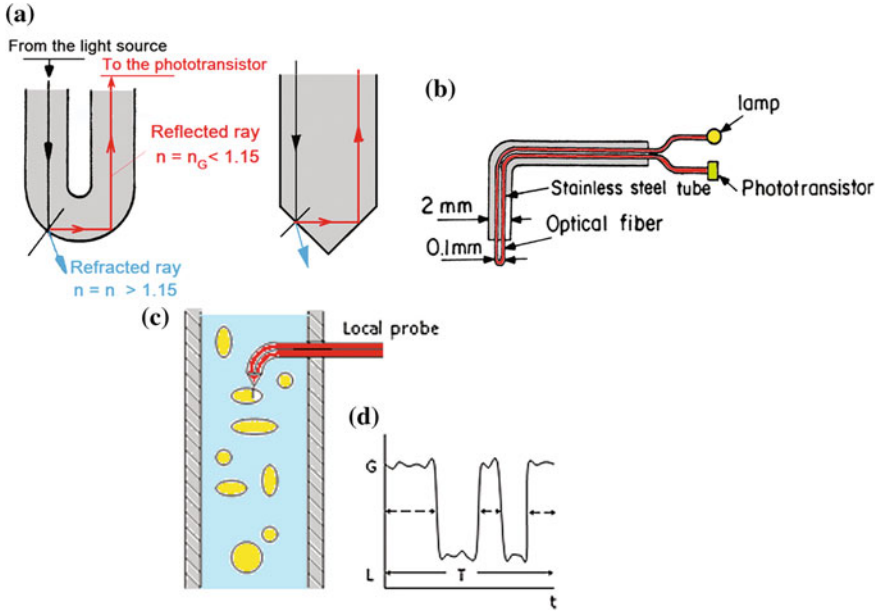 (a)
From the light source
To the phototransistor
Reflected ray
n = nG < 1.15
Refracted ray
n = n > 1.15
(b)
lamp
Stainless steel tube
Phototransistor
2 mm
Optical fiber
0.1mm
(c)
Local probe
(d)
G
L
T
t